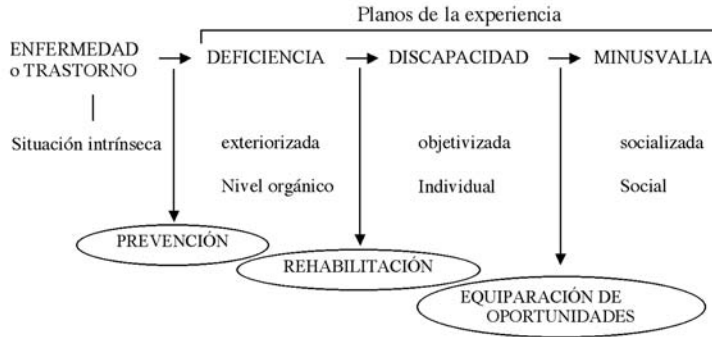 Planos de la experiencia
ENFERMEDAD
o TRASTORNO
DEFICIENCIA
DISCAPACIDAD
MINUSVALIA
Situación intrínseca
exteriorizada
objetivizada
socializada
Nivel orgánico
Individual
Social
PREVENCIÓN
REHABILITACIÓN
EQUIPARACIÓN DE
OPORTUNIDADES